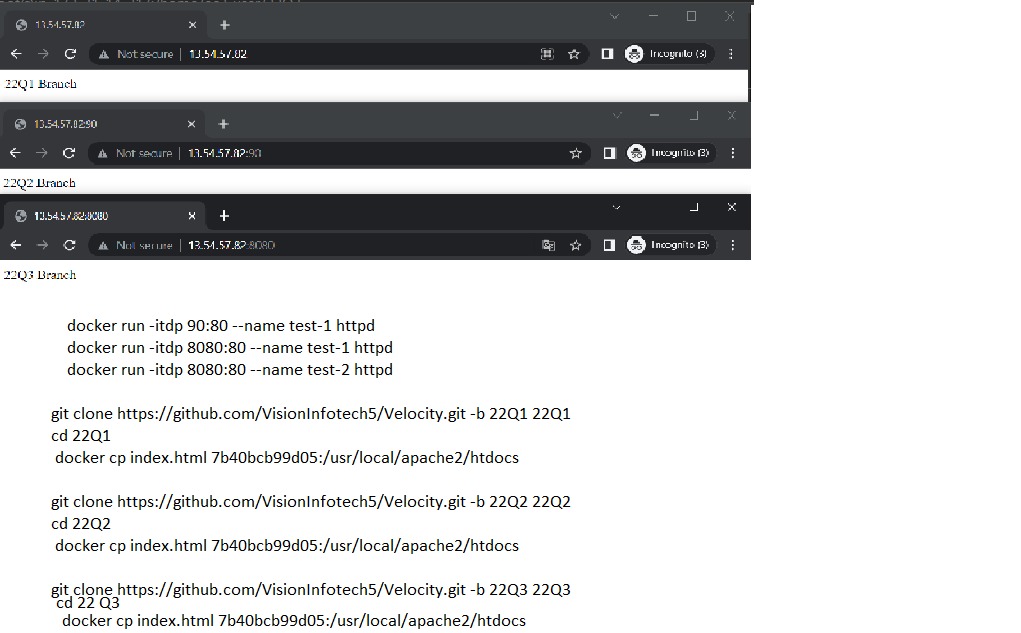 13.54.57.82
Not secure | 13.54.57.82
Incognito (3)
22Q1 Branch
13.54.57.82:90
Not secure | 13.54.57.82:90
Incognito (3)
22Q2 Branch
13.54.57.82:8080
Not secure | 13.54.57.82:8080
Incognito (3)
22Q3 Branch
docker run -itdp 90:80 --name test-1 httpd
docker run -itdp 8080:80 --name test-1 httpd
docker run -itdp 8080:80 --name test-2 httpd
git clone https://github.com/VisionInfotech5/Velocity.git -b 22Q1 22Q1
cd 22Q1
docker cp index.html 7b40bcb99d05:/usr/local/apache2/htdocs
git clone https://github.com/VisionInfotech5/Velocity.git -b 22Q2 22Q2
cd 22Q2
docker cp index.html 7b40bcb99d05:/usr/local/apache2/htdocs
git clone https://github.com/VisionInfotech5/Velocity.git -b 22Q3 22Q3
cd 22 Q3
docker cp index.html 7b40bcb99d05:/usr/local/apache2/htdocs